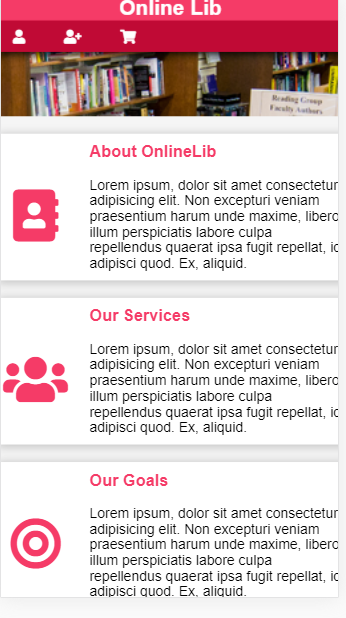 Online Lib
Reading Group
Faculty Authors
About OnlineLib
Lorem ipsum, dolor sit amet consectetur
adipisicing elit. Non excepturi veniam
praesentium harum unde maxime, libero
illum perspiciatis labore culpa
repellendus quaerat ipsa fugit repellat, ic
adipisci quod. Ex, aliquid.
Our Services
Lorem ipsum, dolor sit amet consectetur
adipisicing elit. Non excepturi veniam
praesentium harum unde maxime, libero
illum perspiciatis labore culpa
repellendus quaerat ipsa fugit repellat, ic
adipisci quod. Ex, aliquid.
Our Goals
Lorem ipsum, dolor sit amet consectetur
adipisicing elit. Non excepturi veniam
praesentium harum unde maxime, libero
illum perspiciatis labore culpa
repellendus quaerat ipsa fugit repellat, ic
adipisci quod. Ex, aliquid.